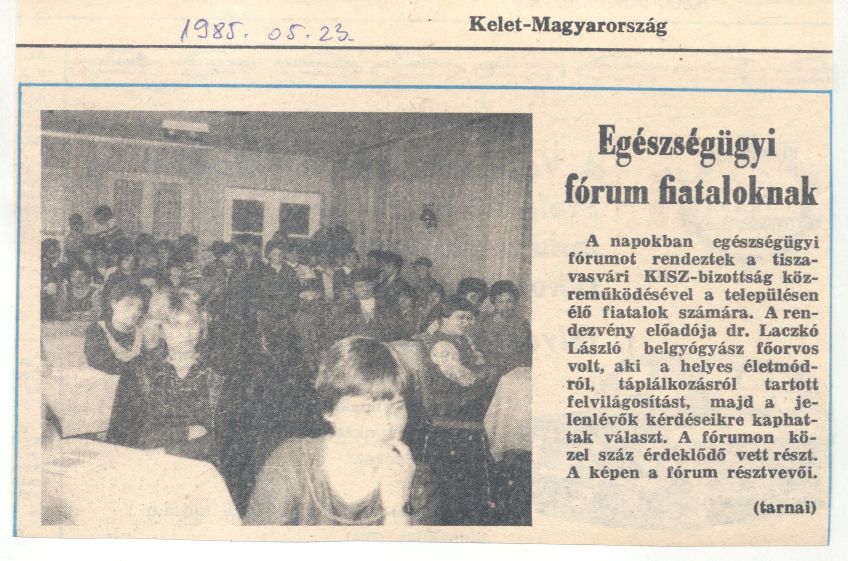 1985. 05. 23.
Kelet-Magyarország
Egészségügyi
fórum fiataloknak
A napokban egészségügyi
fórumot rendeztek a tisza-
vasvári KISZ-bizottság köz-
reműködésével a településen
élő fiatalok számára. A ren-
dezvény előadója dr. Laczkó
László belgyógyász főorvos
volt, aki a helyes életmód-
ról, táplálkozásról tartott
felvilágosítást, majd a je-
lenlévők kérdéseikre kaphat-
tak választ. A fórumon kö-
zel száz érdeklődő vett részt.
A képen a fórum résztvevői.
(tarnai)